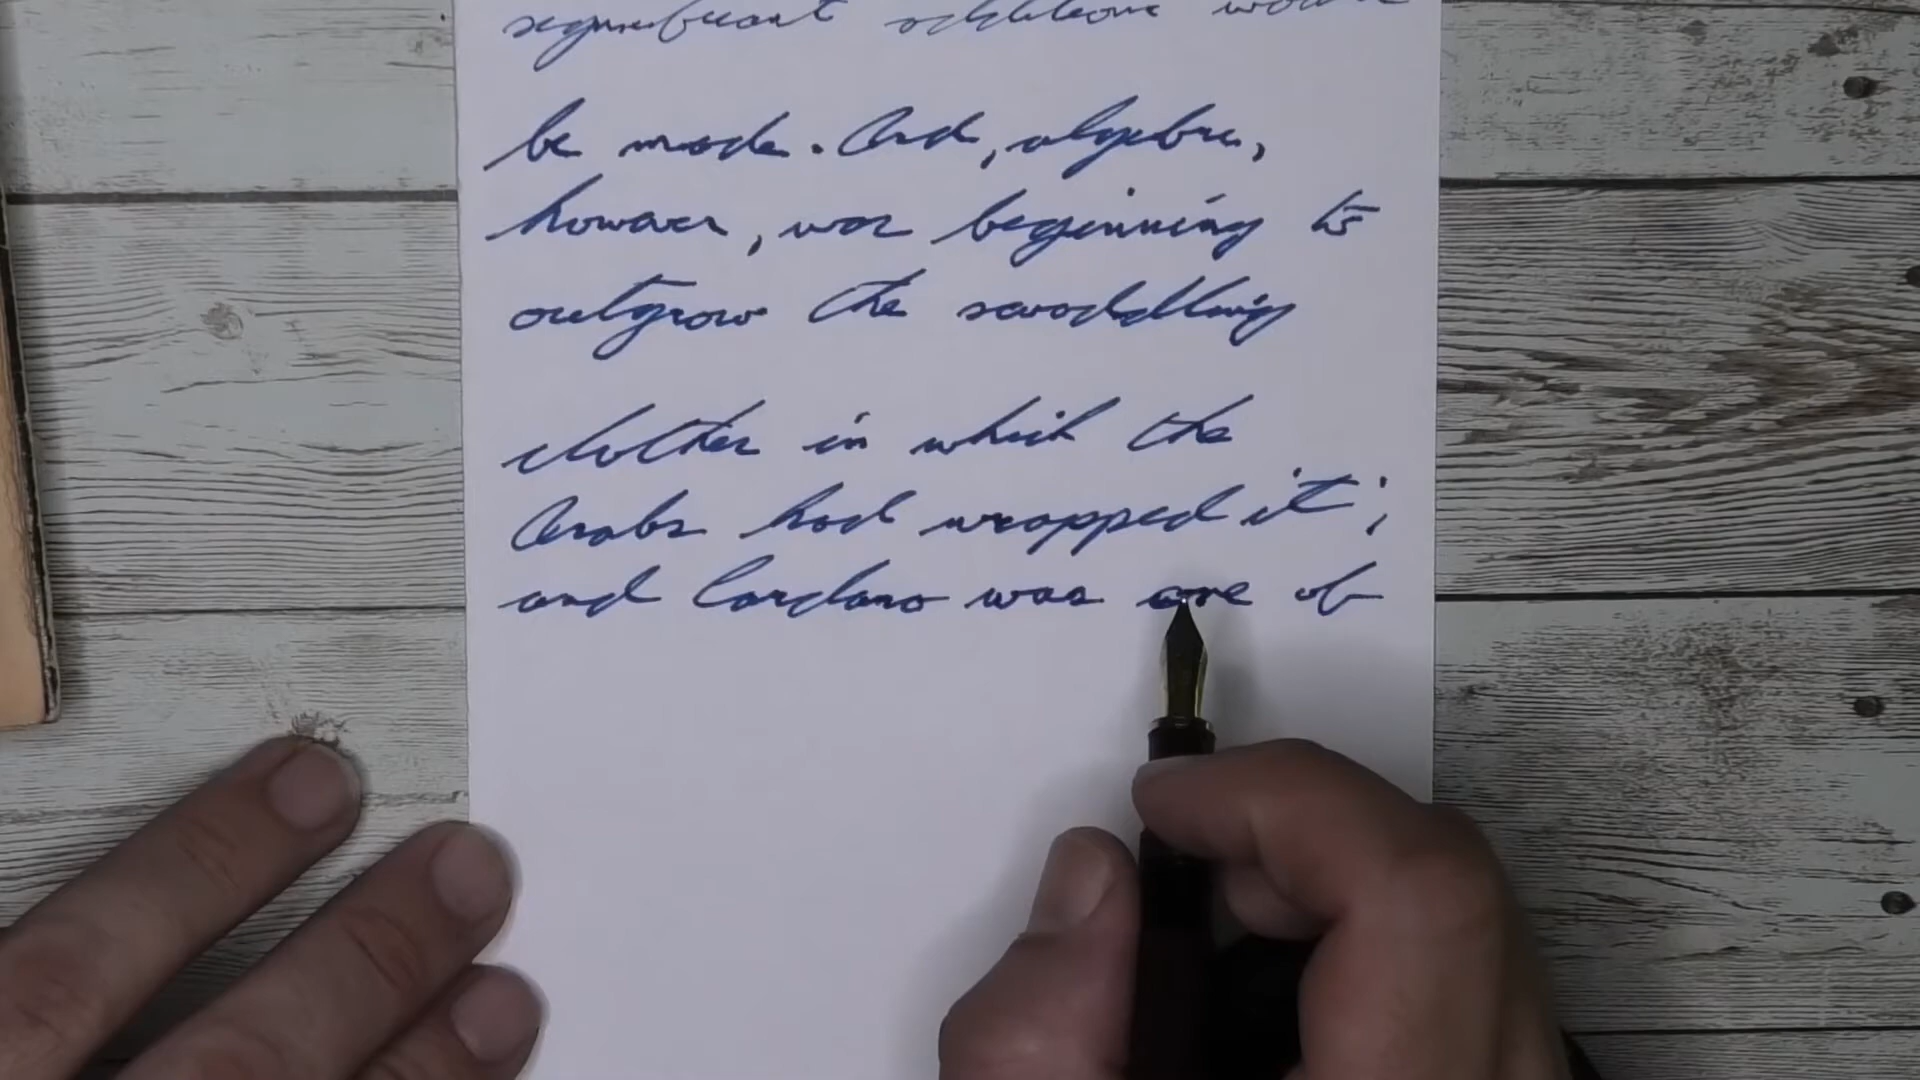 significant additions would
be made. And, algebra,
however, was beginning to
outgrow the swaddling
clothes in which the
Arabs had wrapped it;
and Cardano was one of